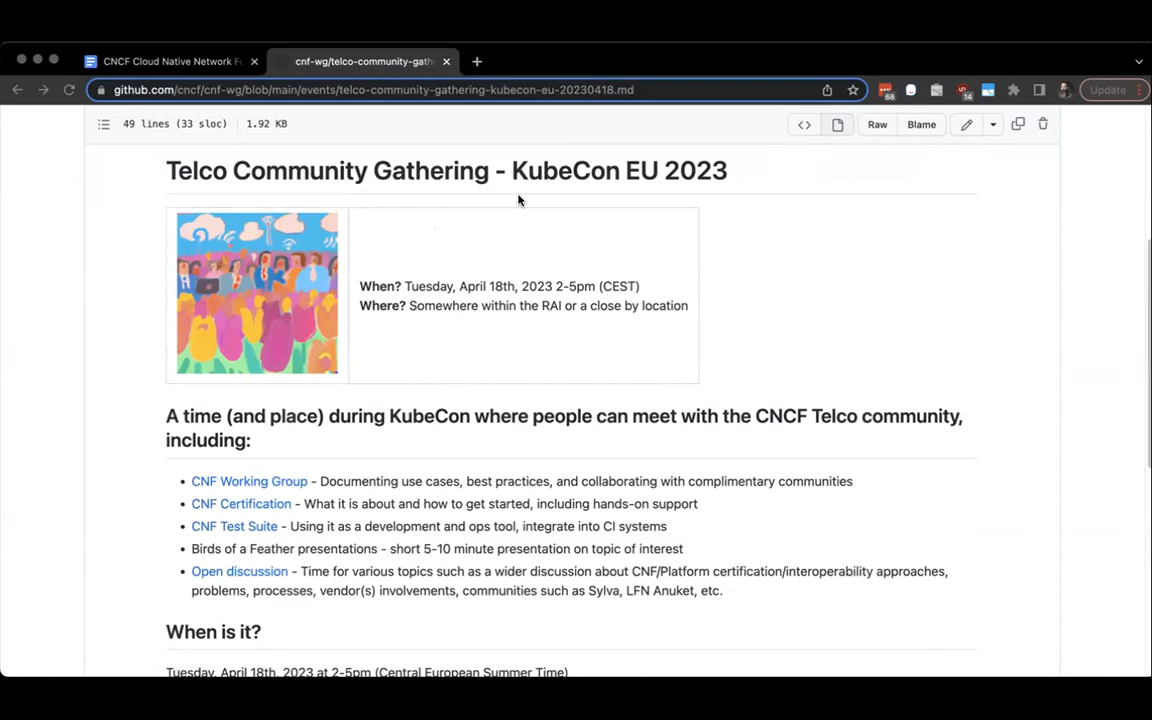 CNCF Cloud Native Network F
cnf-wg/telco-community-gath
github.com/cncf/cnf-wg/blob/main/events/telco-community-gathering-kubecon-eu-20230418.md
68
14
Update
49 lines (33 sloc) 1.92 KB
Raw
Blame
Telco Community Gathering - KubeCon EU 2023
When? Tuesday, April 18th, 2023 2-5pm (CEST)
Where? Somewhere within the RAI or a close by location
A time (and place) during KubeCon where people can meet with the CNCF Telco community,
including:
• CNF Working Group - Documenting use cases, best practices, and collaborating with complimentary communities
• CNF Certification - What it is about and how to get started, including hands-on support
• CNF Test Suite - Using it as a development and ops tool, integrate into CI systems
• Birds of a Feather presentations - short 5-10 minute presentation on topic of interest
• Open discussion - Time for various topics such as a wider discussion about CNF/Platform certification/interoperability approaches,
problems, processes, vendor(s) involvements, communities such as Sylva, LFN Anuket, etc.
When is it?
Tuesday, April 18th, 2023 at 2-5pm (Central European Summer Time)